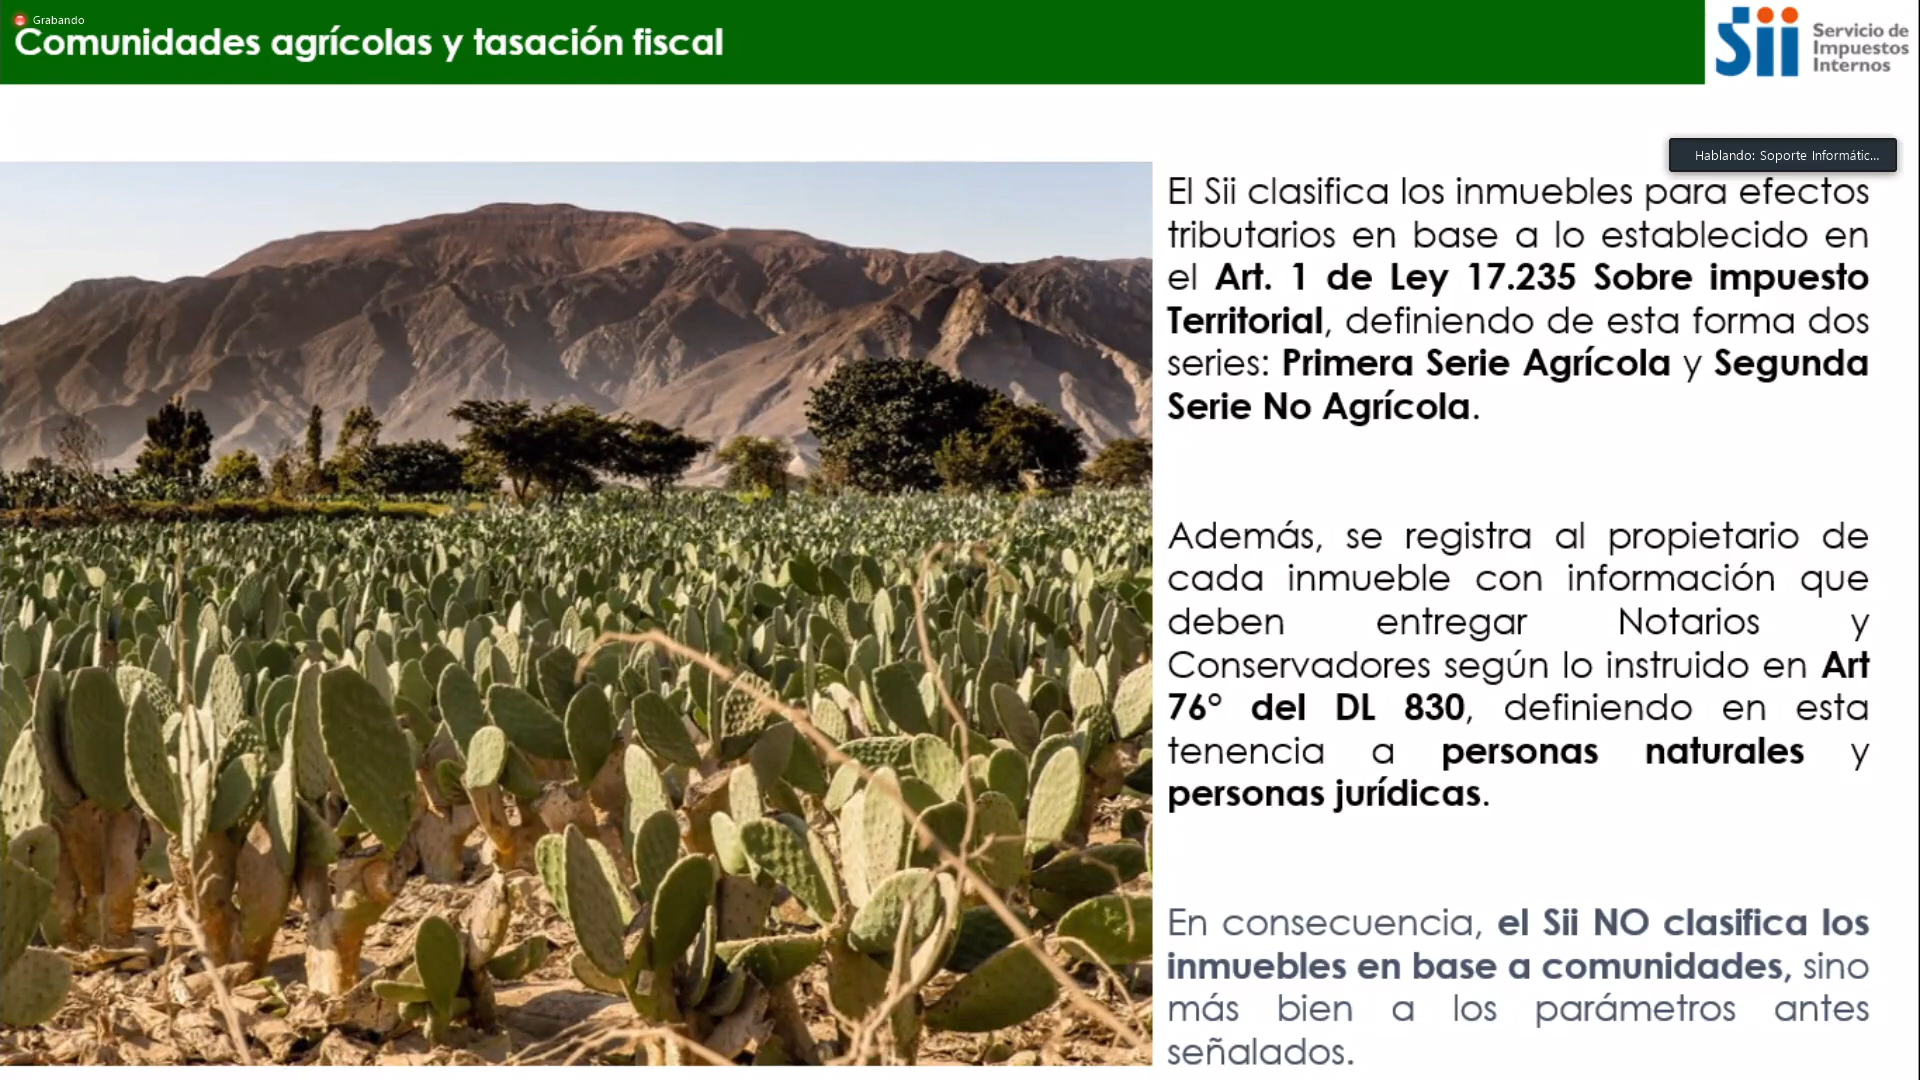 Grabando
Comunidades agrícolas y tasación fiscal
Sii
Servicio de
Impuestos
Internos
Hablando: Soporte Informátic...
El Sii clasifica los inmuebles para efectos
tributarios en base a lo establecido en
el Art. 1 de Ley 17.235 Sobre impuesto
Territorial, definiendo de esta forma dos
series: Primera Serie Agrícola y Segunda
Serie No Agrícola.
Además, se registra al propietario de
cada inmueble con información que
deben entregar Notarios y
Conservadores según lo instruido en Art
76° del DL 830, definiendo en esta
tenencia a personas naturales y
personas jurídicas.
En consecuencia, el Sii NO clasifica los
inmuebles en base a comunidades, sino
más bien a los parámetros antes
señalados.